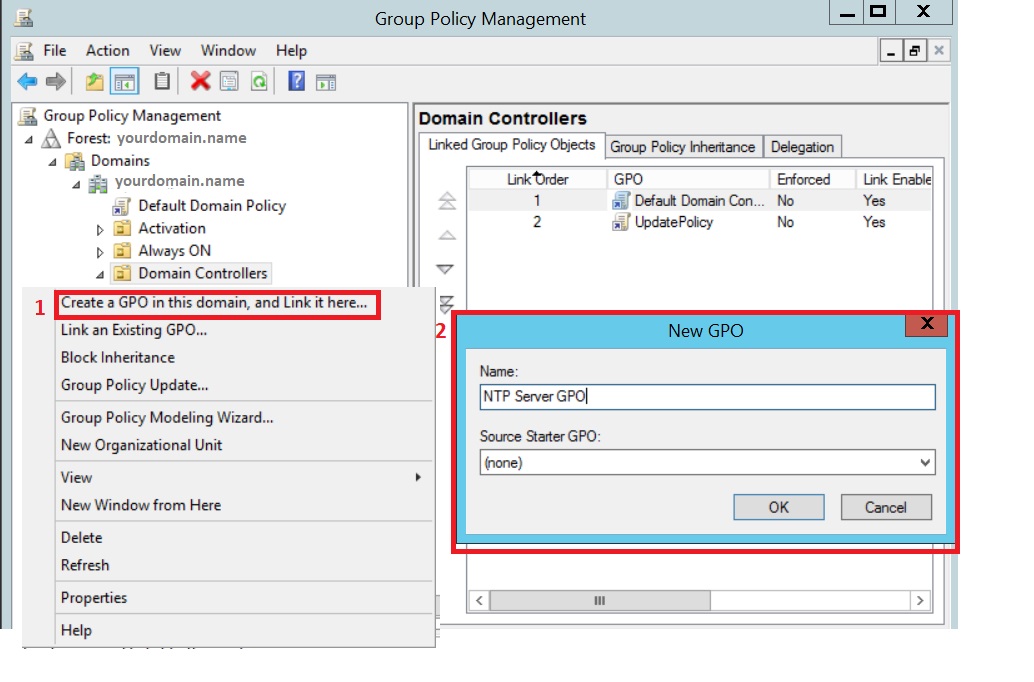 Group Policy Management
File Action View Window Help
Group Policy Management
Forest: yourdomain.name
Domains
yourdomain.name
Default Domain Policy
Activation
Always ON
Domain Controllers
1
Create a GPO in this domain, and Link it here...
Link an Existing GPO...
Block Inheritance
Group Policy Update...
Group Policy Modeling Wizard...
New Organizational Unit
View
New Window from Here
Delete
Refresh
Properties
Help
Domain Controllers
Linked Group Policy Objects Group Policy Inheritance Delegation
Link Order GPO Enforced Link Enable
1 Default Domain Con... No Yes
2 UpdatePolicy No Yes
2
New GPO
Name:
NTP Server GPO
Source Starter GPO:
(none)
OK Cancel